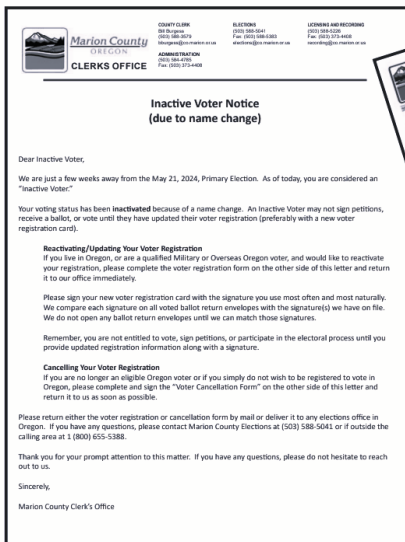 Marion County
OREGON
CLERKS OFFICE
COUNTY CLERK
Bill Burgess
(503) 588-5079
bburgess@co.marion.or.us
ADMINISTRATION
(503) 584-4785
Fax: (503) 373-4408
ELECTIONS
(503) 588-5041
Fax: (503) 588-5383
elections@co.marion.or.us
LICENSING AND RECORDING
(503) 588-5226
Fax: (503) 373-4408
recording@co.marion.or.us
Inactive Voter Notice
(due to name change)
Dear Inactive Voter,
We are just a few weeks away from the May 21, 2024, Primary Election.  As of today, you are considered an
“Inactive Voter.”
Your voting status has been inactivated because of a name change.  An Inactive Voter may not sign petitions,
receive a ballot, or vote until they have updated their voter registration (preferably with a new voter
registration card).
Reactivating/Updating Your Voter Registration
If you live in Oregon, or are a qualified Military or Overseas Oregon voter, and would like to reactivate
your registration, please complete the voter registration form on the other side of this letter and return
it to our office immediately.
Please sign your new voter registration card with the signature you use most often and most naturally.
We compare each signature on all voted ballot return envelopes with the signature(s) we have on file.
We do not open any ballot return envelopes until we can match those signatures.
Remember, you are not entitled to vote, sign petitions, or participate in the electoral process until you
provide updated registration information along with a signature.
Cancelling Your Voter Registration
If you are no longer an eligible Oregon voter or if you simply do not wish to be registered to vote in
Oregon, please complete and sign the “Voter Cancellation Form” on the other side of this letter and
return it to us as soon as possible.
Please return either the voter registration or cancellation form by mail or deliver it to any elections office in
Oregon.  If you have any questions, please contact Marion County Elections at (503) 588-5041 or if outside the
calling area at 1 (800) 655-5388.
Thank you for your prompt attention to this matter.  If you have any questions, please do not hesitate to reach
out to us.
Sincerely,
Marion County Clerk’s Office